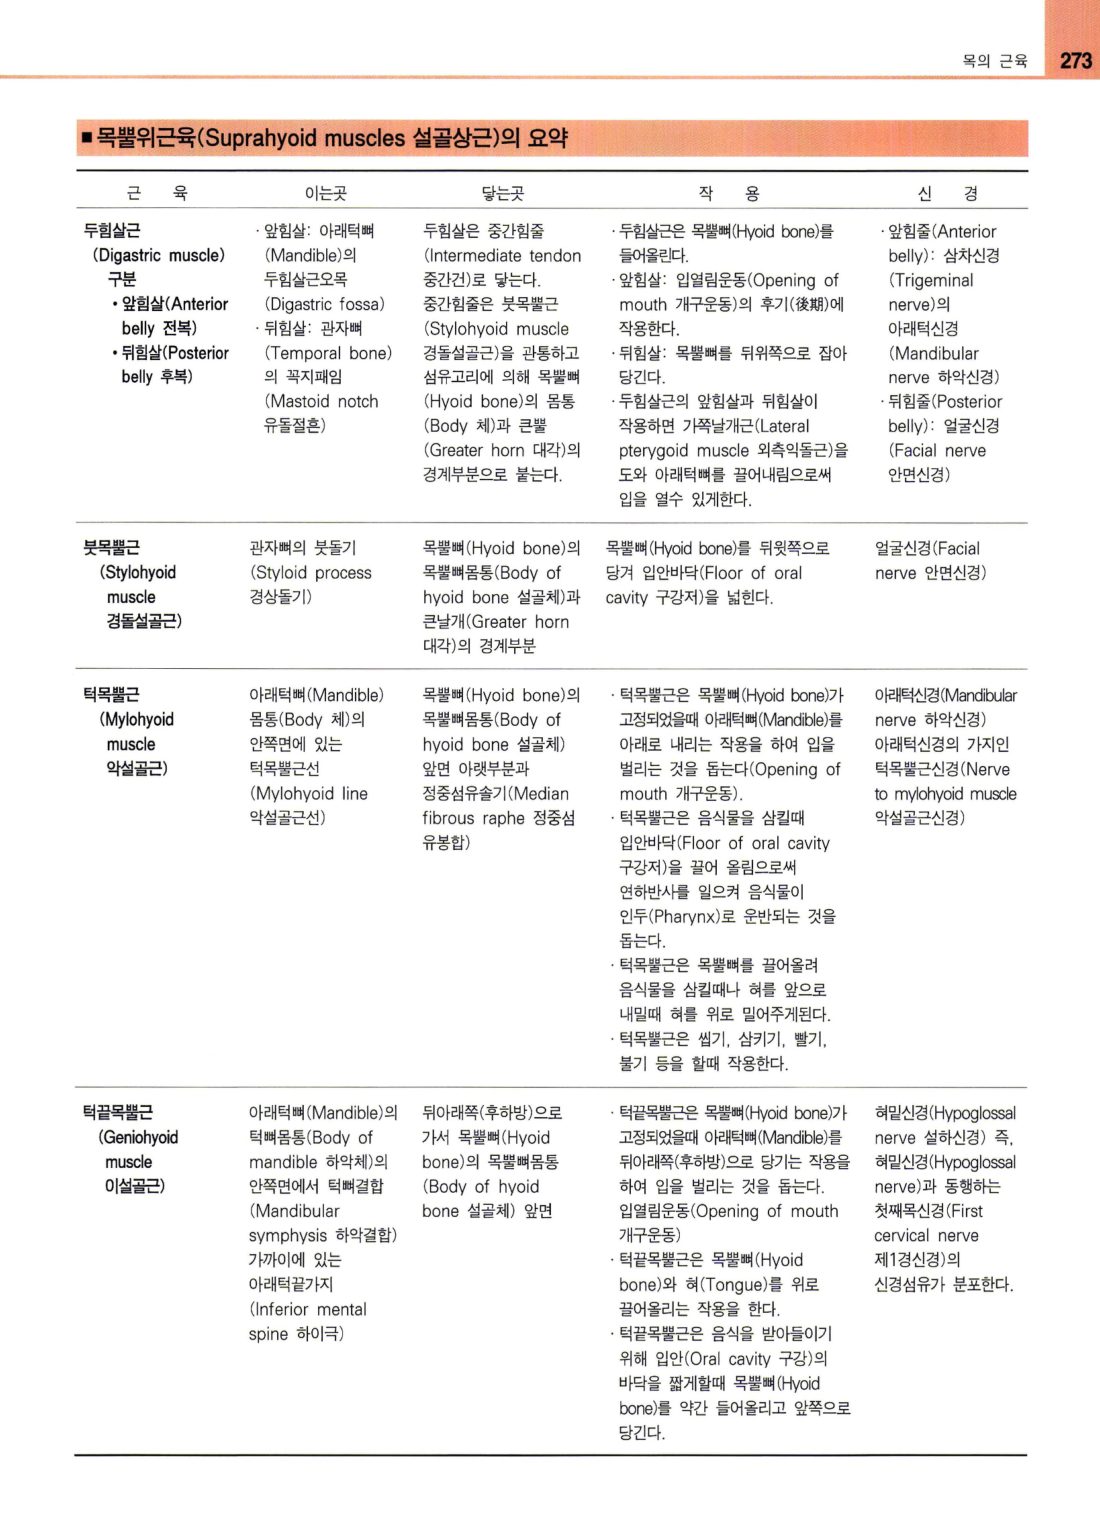 목의 근육 273
■ 목뿔위근육(Suprahyoid muscles 설골상근)의 요약
근 육 이는곳 닿는곳 작 용 신 경
두힘살근
(Digastric muscle)
구분
• 앞힘살(Anterior
belly 전복)
• 뒤힘살(Posterior
belly 후복)
· 앞힘살: 아래턱뼈
(Mandible)의
두힘살근오목
(Digastric fossa)
· 뒤힘살: 관자뼈
(Temporal bone)
의 꼭지패임
(Mastoid notch
유돌절흔)
두힘살은 중간힘줄
(Intermediate tendon
중간건)로 닿는다.
중간힘줄은 붓목뿔근
(Stylohyoid muscle
경돌설골근)을 관통하고
섬유고리에 의해 목뿔뼈
(Hyoid bone)의 몸통
(Body 체)과 큰뿔
(Greater horn 대각)의
경계부분으로 붙는다.
· 두힘살근은 목뿔뼈(Hyoid bone)를
들어올린다.
· 앞힘살: 입열림운동(Opening of
mouth 개구운동)의 후기(後期)에
작용한다.
· 뒤힘살: 목뿔뼈를 뒤위쪽으로 잡아
당긴다.
· 두힘살근의 앞힘살과 뒤힘살이
작용하면 가쪽날개근(Lateral
pterygoid muscle 외측익돌근)을
도와 아래턱뼈를 끌어내림으로써
입을 열수 있게한다.
· 앞힘줄(Anterior
belly): 삼차신경
(Trigeminal
nerve)의
아래턱신경
(Mandibular
nerve 하악신경)
· 뒤힘줄(Posterior
belly): 얼굴신경
(Facial nerve
안면신경)
붓목뿔근
(Stylohyoid
muscle
경돌설골근)
관자뼈의 붓돌기
(Styloid process
경상돌기)
목뿔뼈(Hyoid bone)의
목뿔뼈몸통(Body of
hyoid bone 설골체)과
큰날개(Greater horn
대각)의 경계부분
목뿔뼈(Hyoid bone)를 뒤윗쪽으로
당겨 입안바닥(Floor of oral
cavity 구강저)을 넓힌다.
얼굴신경(Facial
nerve 안면신경)
턱목뿔근
(Mylohyoid
muscle
악설골근)
아래턱뼈(Mandible)
몸통(Body 체)의
안쪽면에 있는
턱목뿔근선
(Mylohyoid line
악설골근선)
목뿔뼈(Hyoid bone)의
목뿔뼈몸통(Body of
hyoid bone 설골체)
앞면 아랫부분과
정중섬유솔기(Median
fibrous raphe 정중섬
유봉합)
· 턱목뿔근은 목뿔뼈(Hyoid bone)가
고정되었을때 아래턱뼈(Mandible)를
아래로 내리는 작용을 하여 입을
벌리는 것을 돕는다(Opening of
mouth 개구운동).
· 턱목뿔근은 음식물을 삼킬때
입안바닥(Floor of oral cavity
구강저)을 끌어 올림으로써
연하반사를 일으켜 음식물이
인두(Pharynx)로 운반되는 것을
돕는다.
· 턱목뿔근은 목뿔뼈를 끌어올려
음식물을 삼킬때나 혀를 앞으로
내밀때 혀를 위로 밀어주게된다.
· 턱목뿔근은 씹기, 삼키기, 빨기,
불기 등을 할때 작용한다.
아래턱신경(Mandibular
nerve 하악신경)
아래턱신경의 가지인
턱목뿔근신경(Nerve
to mylohyoid muscle
악설골근신경)
턱끝목뿔근
(Geniohyoid
muscle
이설골근)
아래턱뼈(Mandible)의
턱뼈몸통(Body of
mandible 하악체)의
안쪽면에서 턱뼈결합
(Mandibular
symphysis 하악결합)
가까이에 있는
아래턱끝가지
(Inferior mental
spine 하이극)
뒤아래쪽(후하방)으로
가서 목뿔뼈(Hyoid
bone)의 목뿔뼈몸통
(Body of hyoid
bone 설골체) 앞면
· 턱끝목뿔근은 목뿔뼈(Hyoid bone)가
고정되었을때 아래턱뼈(Mandible)를
뒤아래쪽(후하방)으로 당기는 작용을
하여 입을 벌리는 것을 돕는다.
입열림운동(Opening of mouth
개구운동)
· 턱끝목뿔근은 목뿔뼈(Hyoid
bone)와 혀(Tongue)를 위로
끌어올리는 작용을 한다.
· 턱끝목뿔근은 음식을 받아들이기
위해 입안(Oral cavity 구강)의
바닥을 짧게할때 목뿔뼈(Hyoid
bone)를 약간 들어올리고 앞쪽으로
당긴다.
혀밑신경(Hypoglossal
nerve 설하신경) 즉,
혀밑신경(Hypoglossal
nerve)과 동행하는
첫째목신경(First
cervical nerve
제1경신경)의
신경섬유가 분포한다.